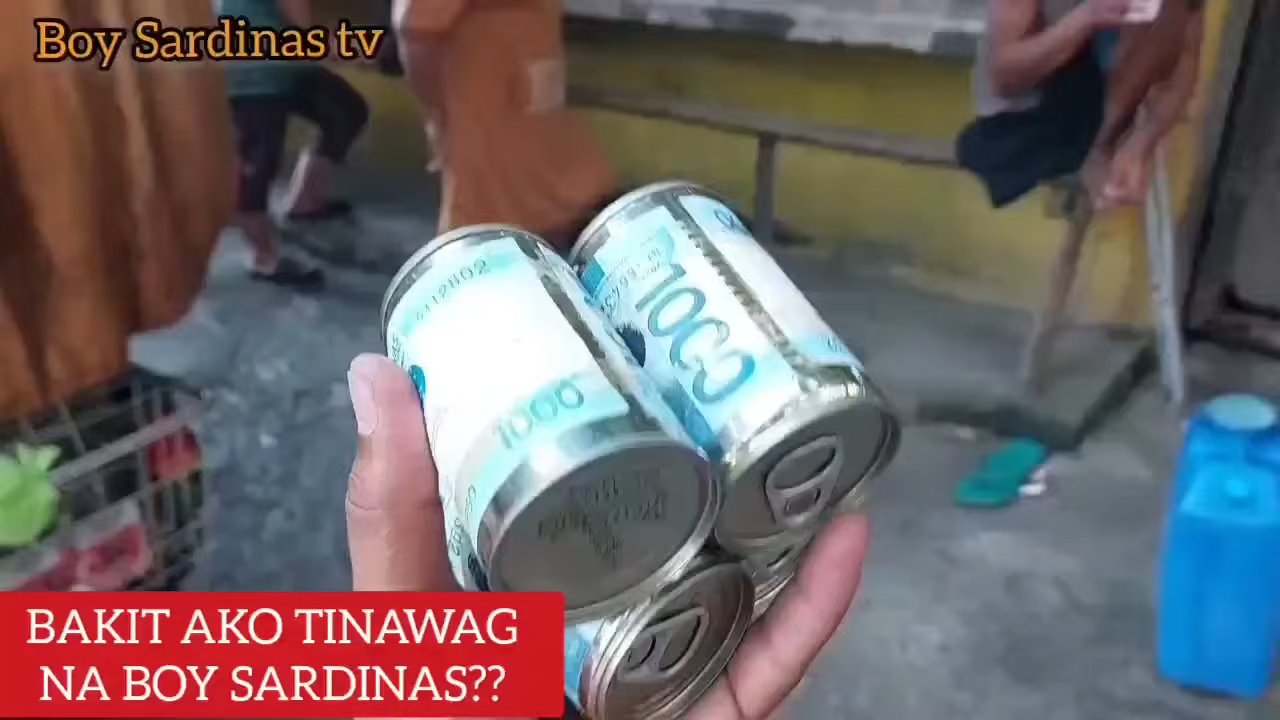 Boy Sardinas tv
1000
1000
BAKIT AKO TINAWAG
NA BOY SARDINAS??